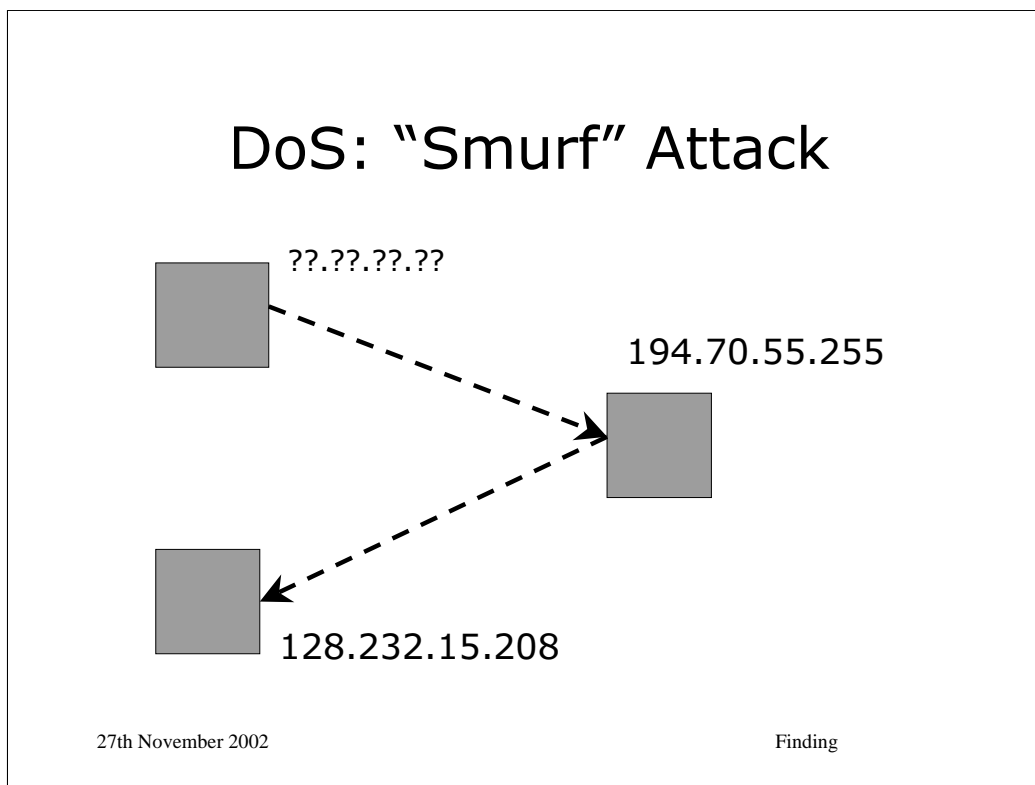 DoS: “Smurf” Attack
??.??.??.??
194.70.55.255
128.232.15.208
27th November 2002
Finding